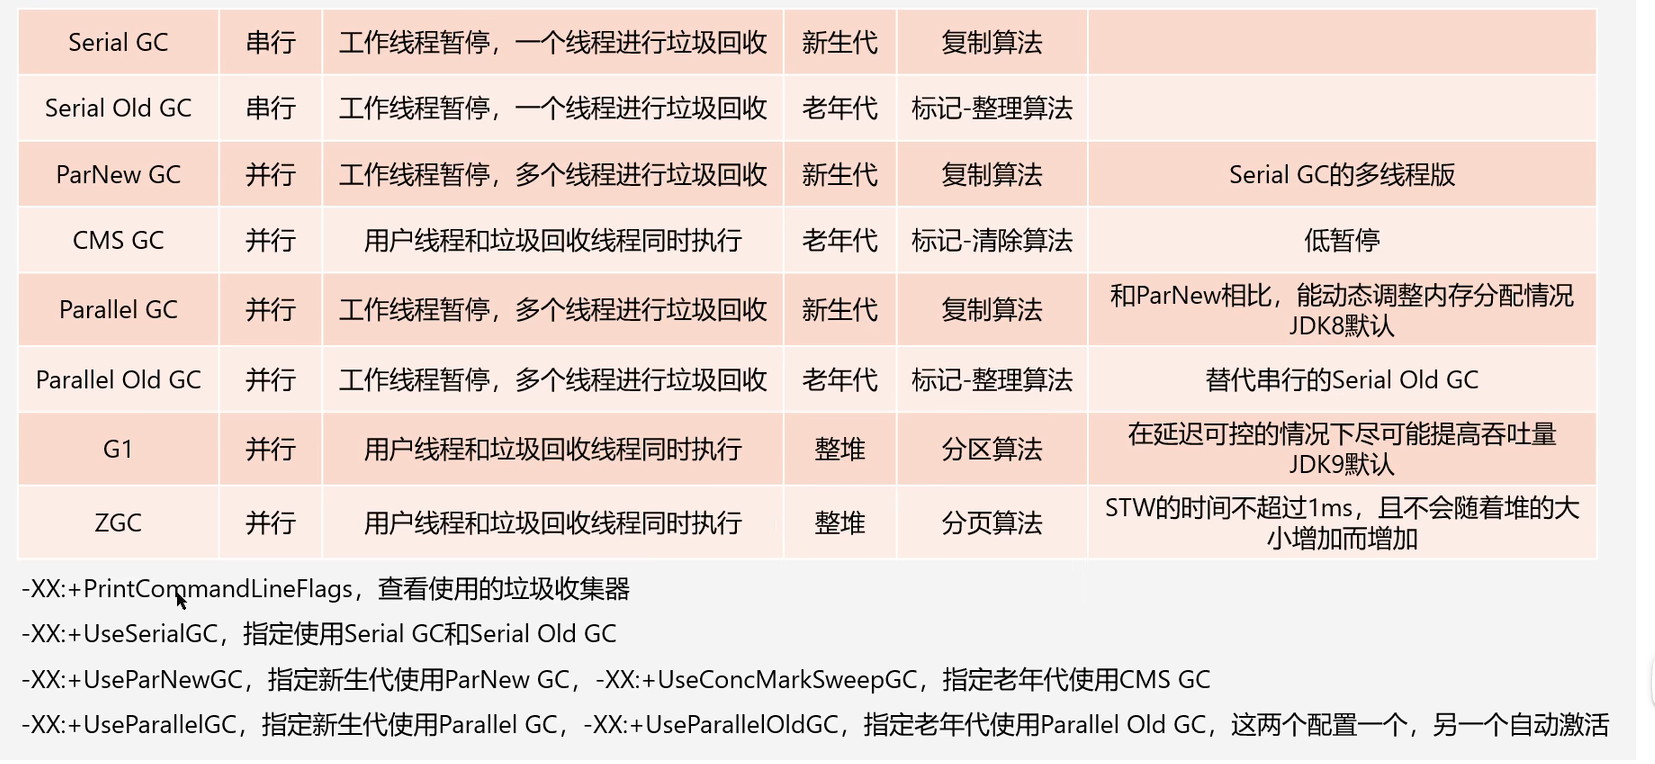 Serial GC 串行 工作线程暂停，一个线程进行垃圾回收 新生代 复制算法
Serial Old GC 串行 工作线程暂停，一个线程进行垃圾回收 老年代 标记-整理算法
ParNew GC 并行 工作线程暂停，多个线程进行垃圾回收 新生代 复制算法 Serial GC的多线程版
CMS GC 并行 用户线程和垃圾回收线程同时执行 老年代 标记-清除算法 低暂停
Parallel GC 并行 工作线程暂停，多个线程进行垃圾回收 新生代 复制算法 和ParNew相比，能动态调整内存分配情况
JDK8默认
Parallel Old GC 并行 工作线程暂停，多个线程进行垃圾回收 老年代 标记-整理算法 替代串行的Serial Old GC
G1 并行 用户线程和垃圾回收线程同时执行 整堆 分区算法 在延迟可控的情况下尽可能提高吞吐量
JDK9默认
ZGC 并行 用户线程和垃圾回收线程同时执行 整堆 分页算法 STW的时间不超过1ms，且不会随着堆的大
小增加而增加
-XX:+PrintCommandLineFlags，查看使用的垃圾收集器
-XX:+UseSerialGC，指定使用Serial GC和Serial Old GC
-XX:+UseParNewGC，指定新生代使用ParNew GC，-XX:+UseConcMarkSweepGC，指定老年代使用CMS GC
-XX:+UseParallelGC，指定新生代使用Parallel GC，-XX:+UseParallelOldGC，指定老年代使用Parallel Old GC，这两个配置一个，另一个自动激活